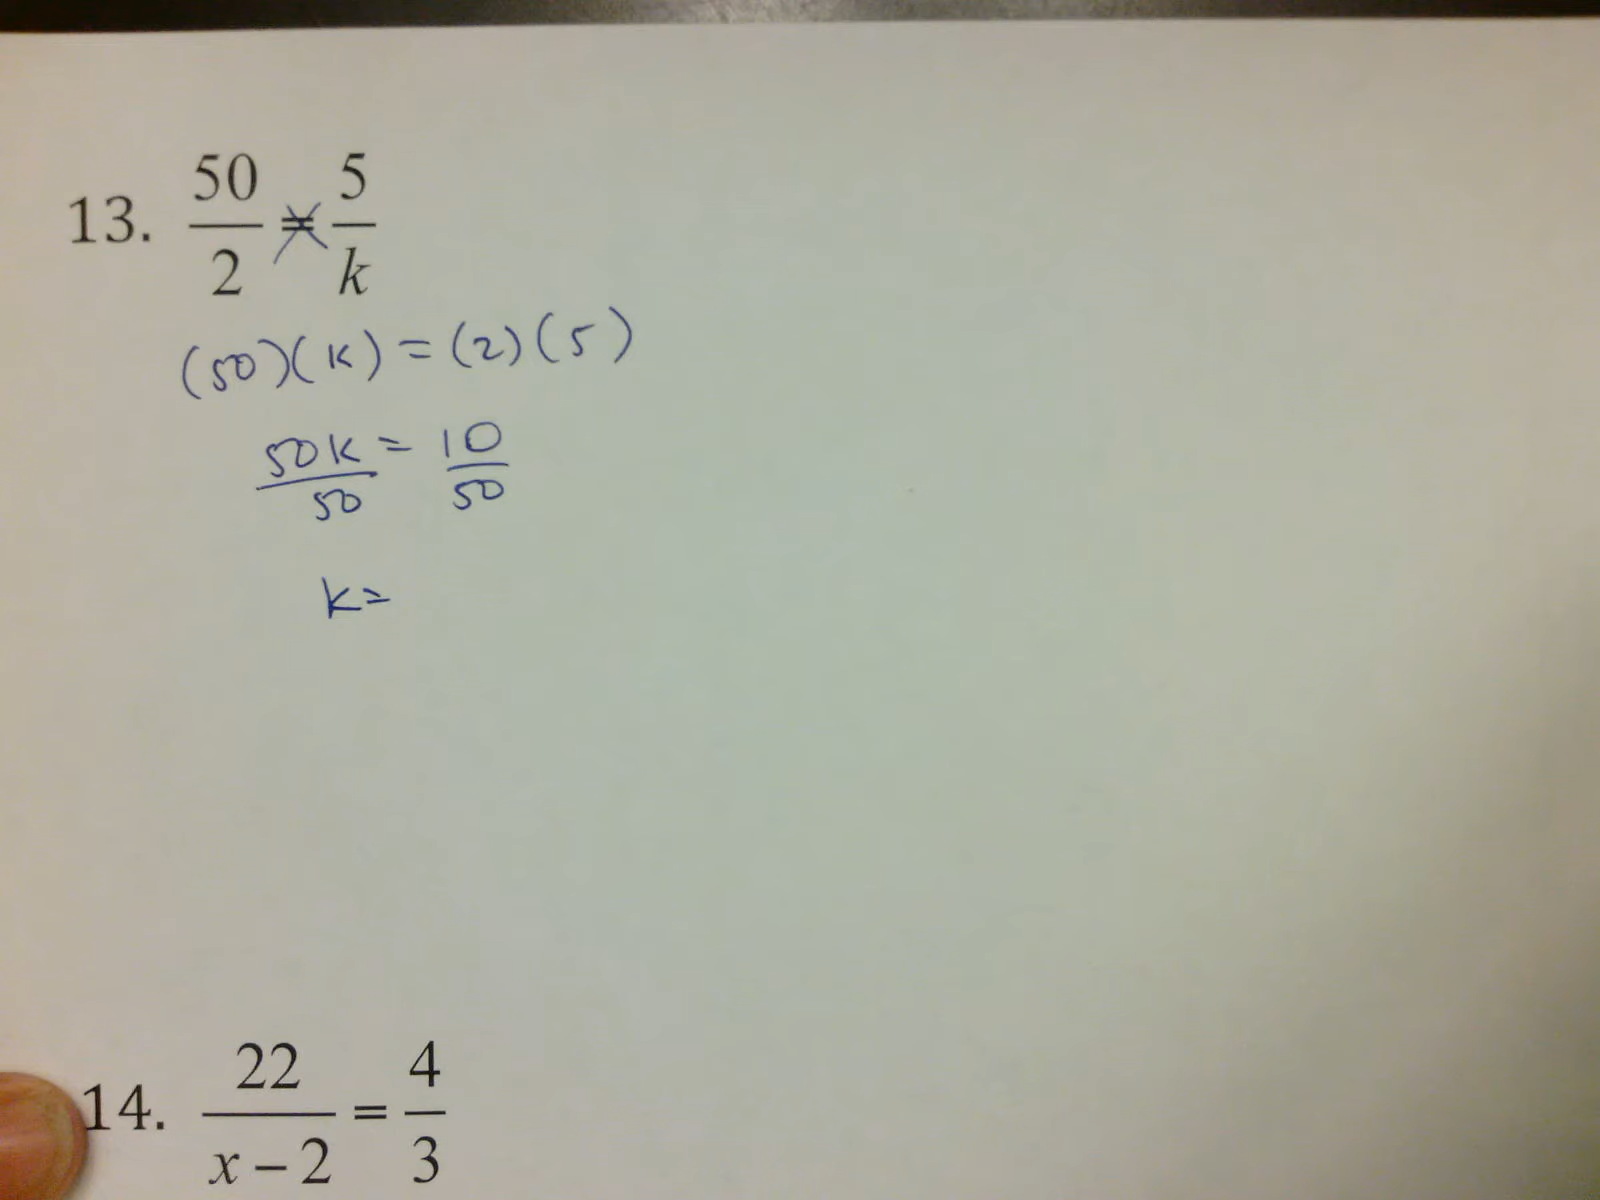 13. 50/2 = 5/k
(50)(k) = (2)(5)
50k/50 = 10/50
k=
14. 22/(x – 2) = 4/3